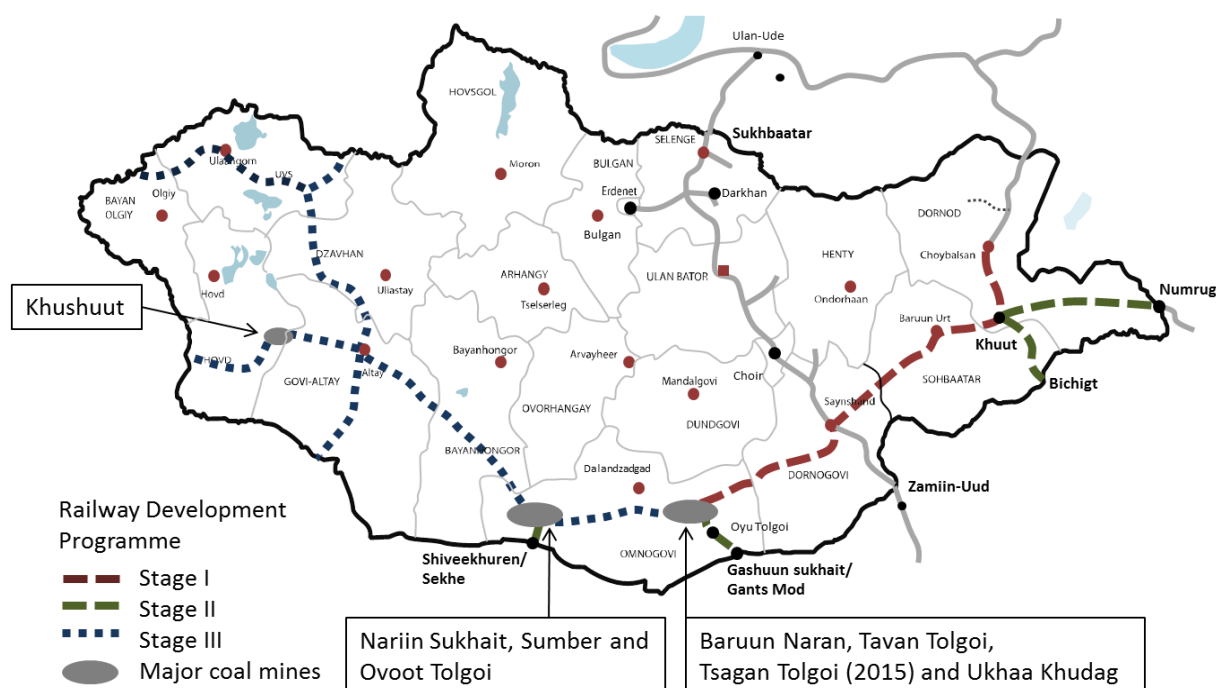 Ulan-Ude
HOVSGOL
Sukhbaatar
SELENGE
Ulaangom
UVS
Moron
BULGAN
BAYAN
OLGIY
Olgiy
Erdenet
Darkhan
DORNOD
Bulgan
DZAVHAN
ARHANGY
ULAN BATOR
HENTY
Choybalsan
Hovd
Uliastay
Tselserleg
Ondorhaan
Numrug
Khushuut
Baruun Urt
Khuut
HOVD
Altay
Bayanhongor
Arvayheer
Choir
GOVI-ALTAY
Mandalgovi
SOHBAATAR
Bichigt
OVORHANGAY
Saynshand
DUNDGOVI
BAYANHONGOR
Dalandzadgad
DORNOGOVI
Zamiin-Uud
Railway Development
Programme
Oyu Tolgoi
OMNOGOVI
Shiveekhuren/
Sekhe
Gashuun sukhait/
Gants Mod
Stage I
Stage II
Stage III
Major coal mines
Nariin Sukhait, Sumber and
Ovoot Tolgoi
Baruun Naran, Tavan Tolgoi,
Tsagan Tolgoi (2015) and Ukhaa Khudag